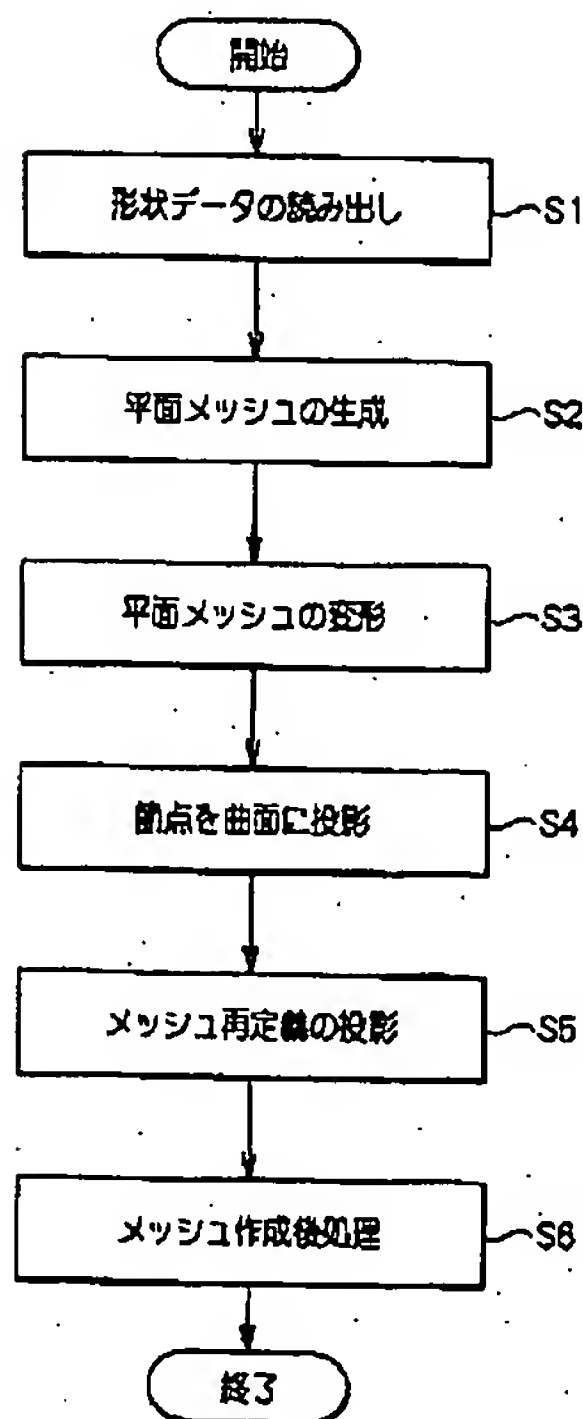 開始
形状データの読み出し
S1
平面メッシュの生成
S2
平面メッシュの変形
S3
節点を曲面に投影
S4
メッシュ再定義の投影
S5
メッシュ作成後処理
S6
終了